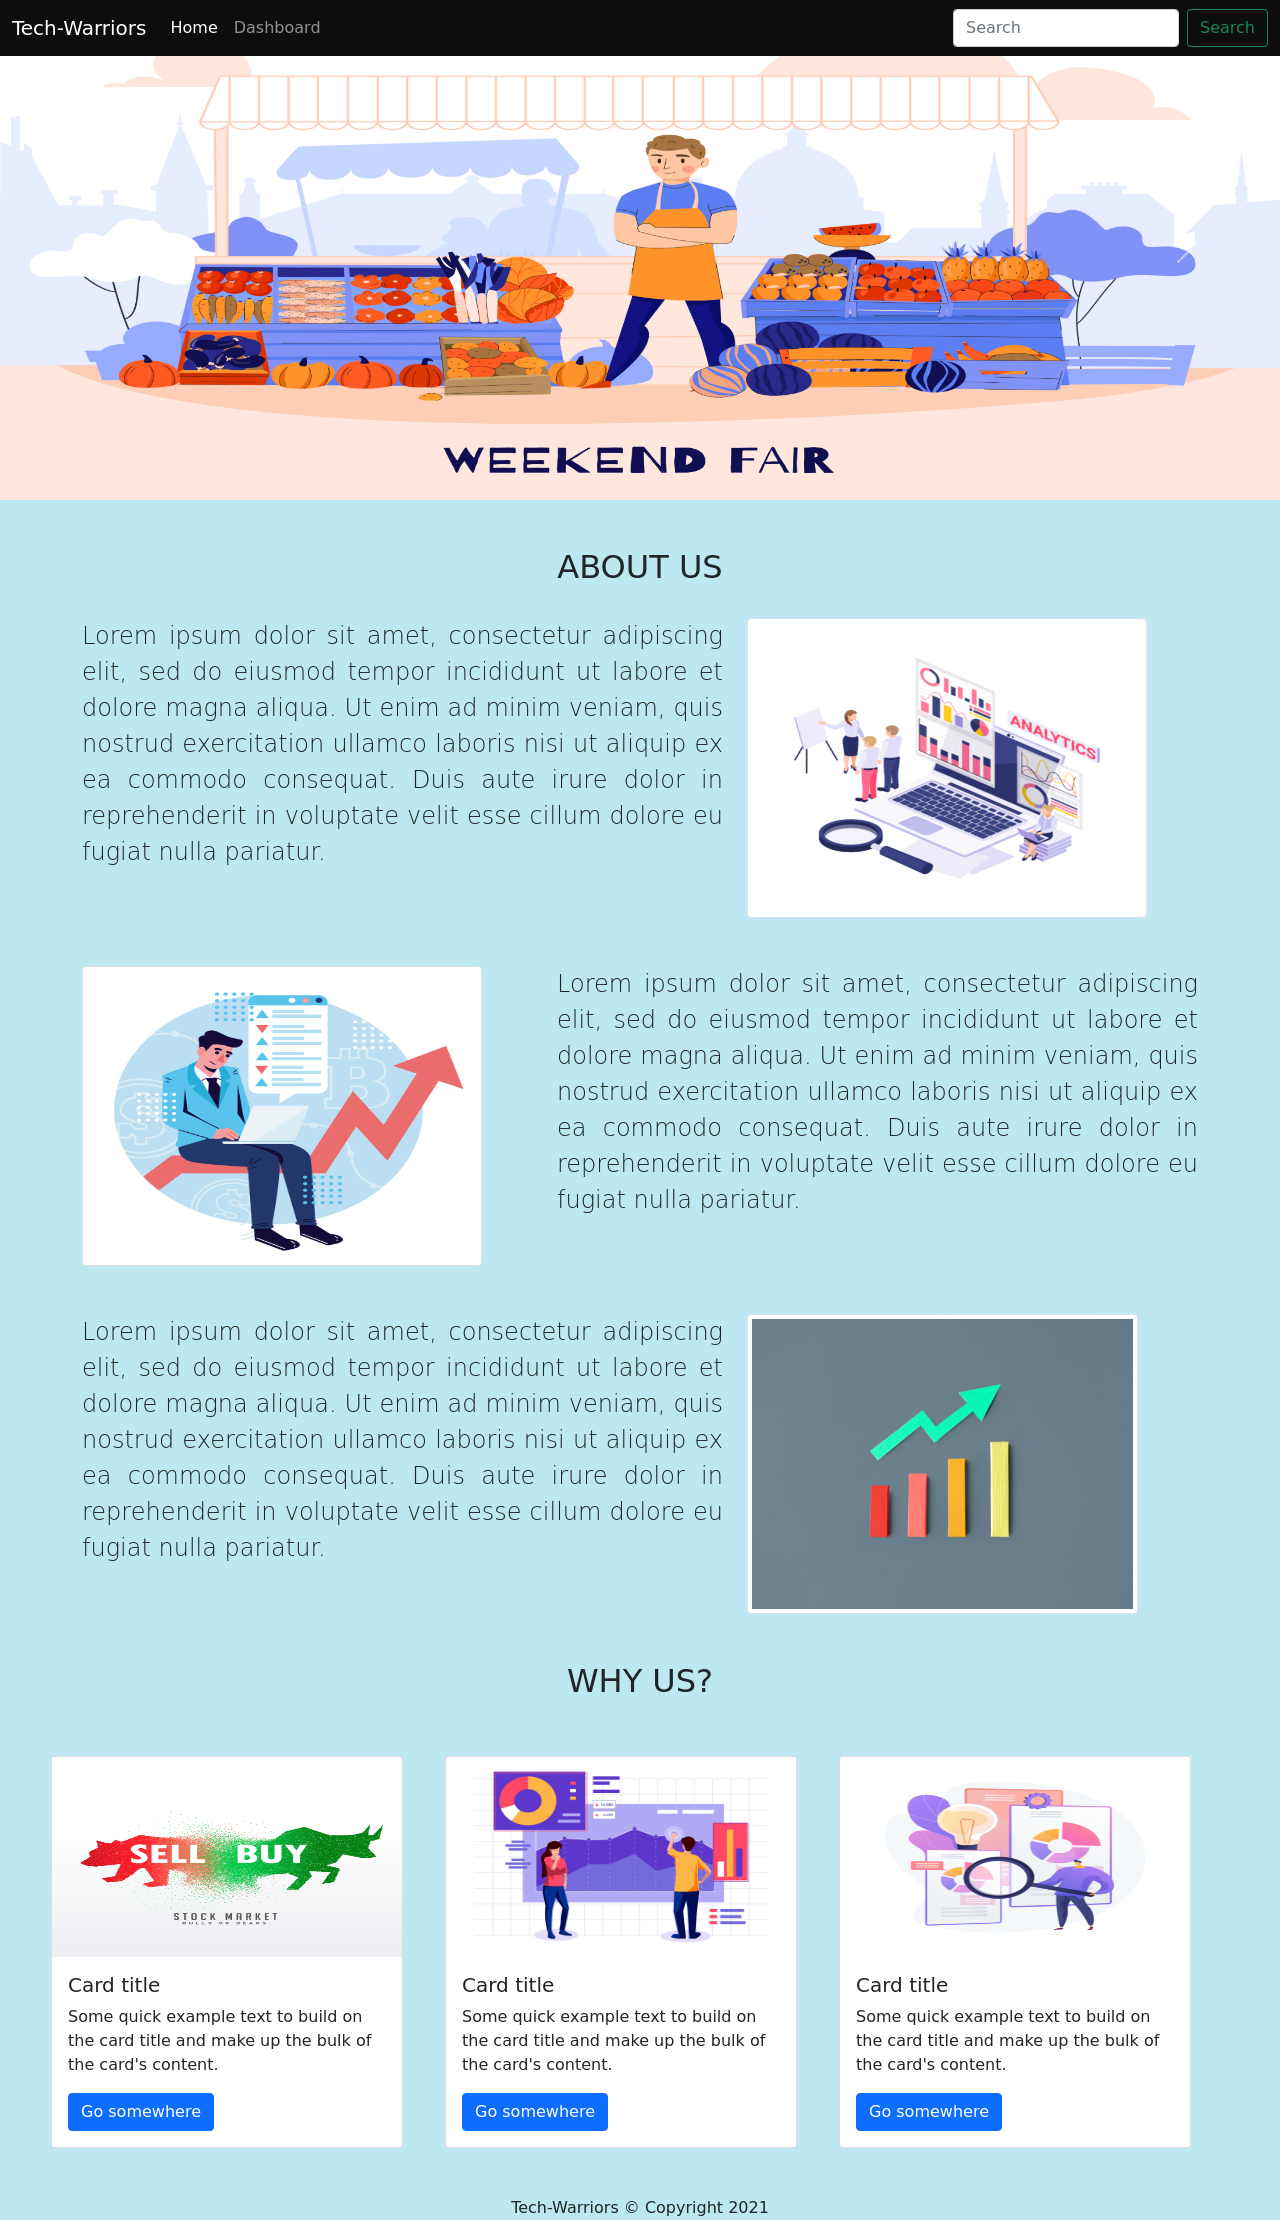 Tech-Warriors Home Dashboard Search Search
WEEKEND FAIR
ABOUT US
Lorem ipsum dolor sit amet, consectetur adipiscing
elit, sed do eiusmod tempor incididunt ut labore et
dolore magna aliqua. Ut enim ad minim veniam, quis
nostrud exercitation ullamco laboris nisi ut aliquip ex
ea commodo consequat. Duis aute irure dolor in
reprehenderit in voluptate velit esse cillum dolore eu
fugiat nulla pariatur.
ANALYTICS
Lorem ipsum dolor sit amet, consectetur adipiscing
elit, sed do eiusmod tempor incididunt ut labore et
dolore magna aliqua. Ut enim ad minim veniam, quis
nostrud exercitation ullamco laboris nisi ut aliquip ex
ea commodo consequat. Duis aute irure dolor in
reprehenderit in voluptate velit esse cillum dolore eu
fugiat nulla pariatur.
Lorem ipsum dolor sit amet, consectetur adipiscing
elit, sed do eiusmod tempor incididunt ut labore et
dolore magna aliqua. Ut enim ad minim veniam, quis
nostrud exercitation ullamco laboris nisi ut aliquip ex
ea commodo consequat. Duis aute irure dolor in
reprehenderit in voluptate velit esse cillum dolore eu
fugiat nulla pariatur.
WHY US?
SELL BUY
STOCK MARKET
BULLS OR BEARS
Card title
Some quick example text to build on
the card title and make up the bulk of
the card's content.
Go somewhere
Card title
Some quick example text to build on
the card title and make up the bulk of
the card's content.
Go somewhere
Card title
Some quick example text to build on
the card title and make up the bulk of
the card's content.
Go somewhere
Tech-Warriors © Copyright 2021